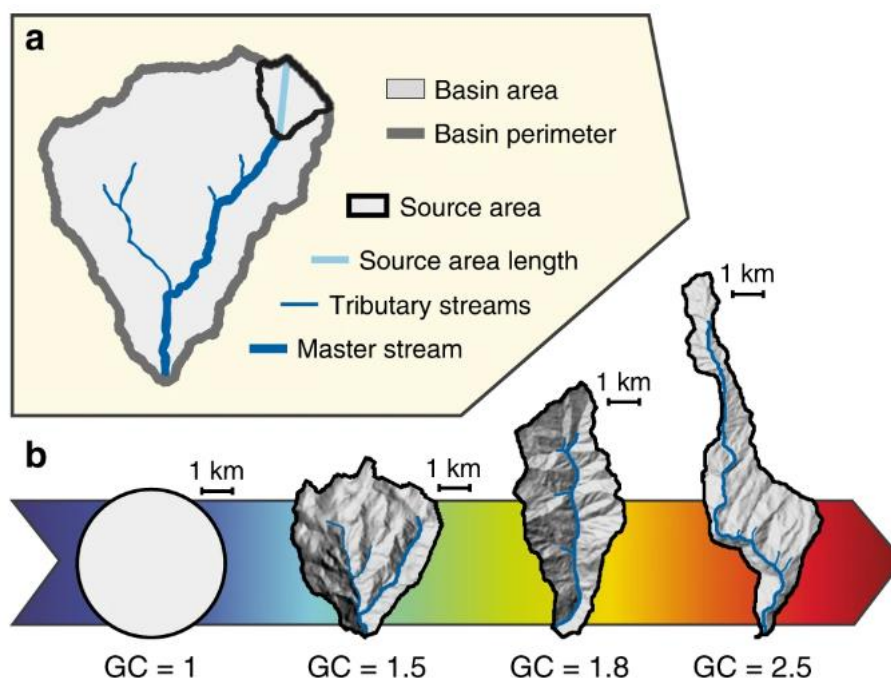 a
Basin area
Basin perimeter
Source area
Source area length
Tributary streams
Master stream
1 km
1 km
b
1 km
1 km
GC = 1
GC = 1.5
GC = 1.8
GC = 2.5